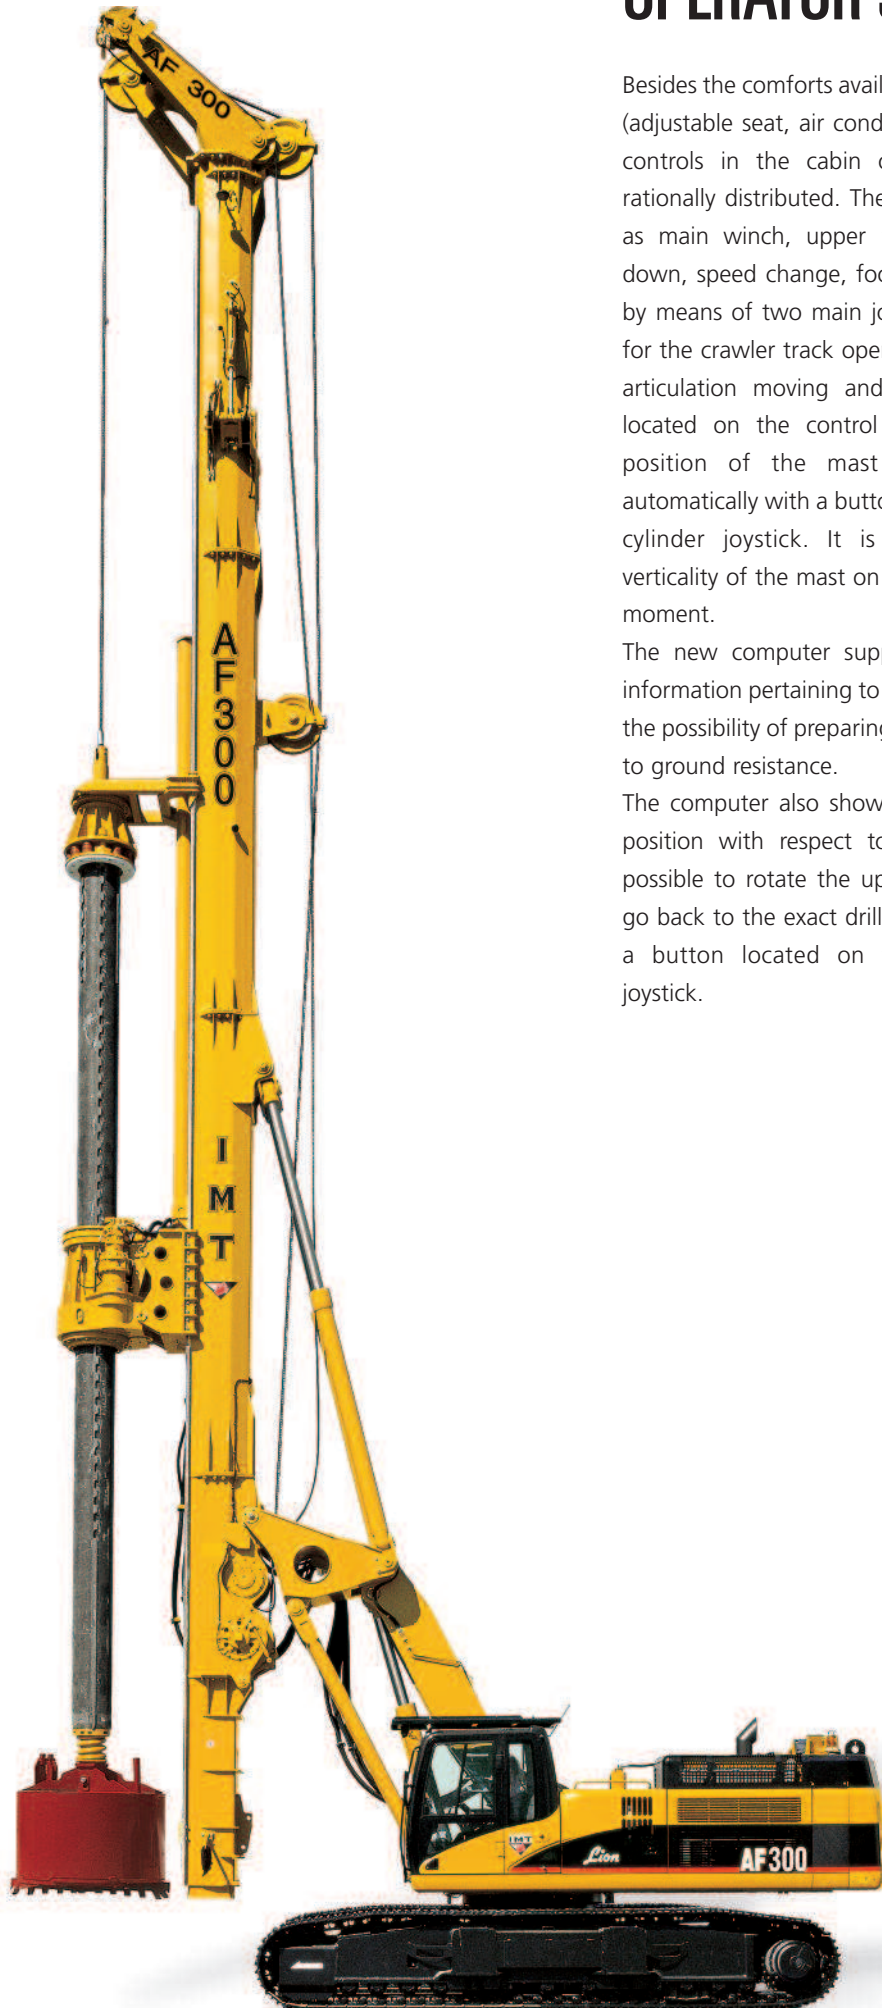 AF 300
AF300
IMT
IMT
Lion
AF300
Besides the comforts avail
(adjustable seat, air cond
controls in the cabin
rationally distributed. The
as main winch, upper
down, speed change, foo
by means of two main jo
for the crawler track ope
articulation moving and
located on the control
position of the mast
automatically with a butto
cylinder joystick. It is
verticality of the mast on
moment.
The new computer sup
information pertaining to
the possibility of preparing
to ground resistance.
The computer also show
position with respect to
possible to rotate the up
go back to the exact drill
a button located on
joystick.